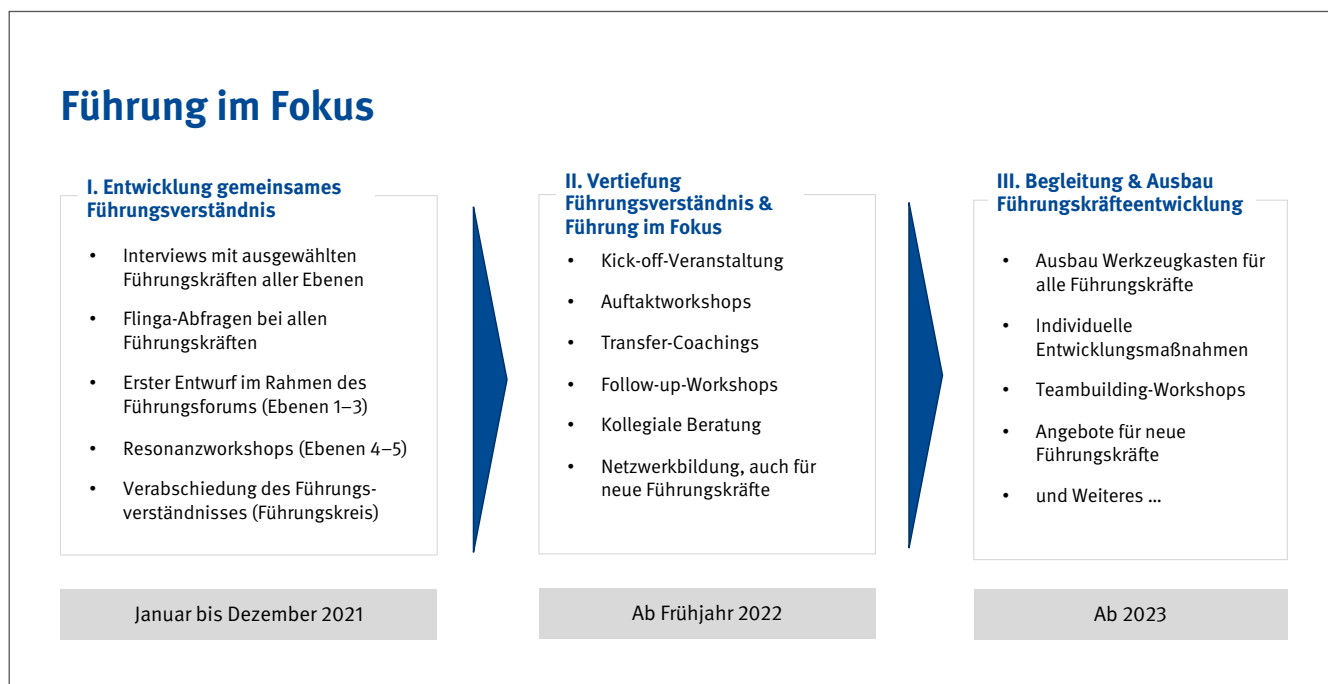 Führung im Fokus
I. Entwicklung gemeinsames
Führungsverständnis
• Interviews mit ausgewählten
Führungskräften aller Ebenen
• Flinga-Abfragen bei allen
Führungskräften
• Erster Entwurf im Rahmen des
Führungsforums (Ebenen 1–3)
• Resonanzworkshops (Ebenen 4–5)
• Verabschiedung des Führungs-
verständnisses (Führungskreis)
Januar bis Dezember 2021
II. Vertiefung
Führungsverständnis &
Führung im Fokus
• Kick-off-Veranstaltung
• Auftaktworkshops
• Transfer-Coachings
• Follow-up-Workshops
• Kollegiale Beratung
• Netzwerkbildung, auch für
neue Führungskräfte
Ab Frühjahr 2022
III. Begleitung & Ausbau
Führungskräfteentwicklung
• Ausbau Werkzeugkasten für
alle Führungskräfte
• Individuelle
Entwicklungsmaßnahmen
• Teambuilding-Workshops
• Angebote für neue
Führungskräfte
• und Weiteres ...
Ab 2023